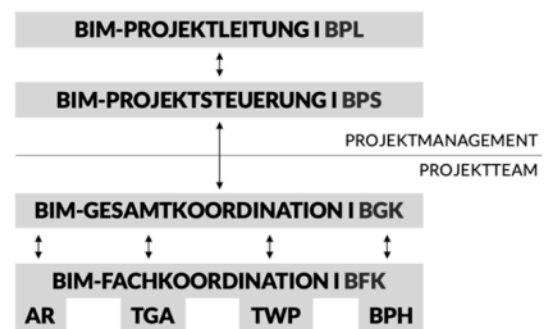 BIM-PROJEKTLEITUNG I BPL
BIM-PROJEKTSTEUERUNG I BPS
PROJEKTMANAGEMENT
PROJEKTTEAM
BIM-GESAMTKOORDINATION I BGK
BIM-FACHKOORDINATION I BFK
AR TGA TWP BPH